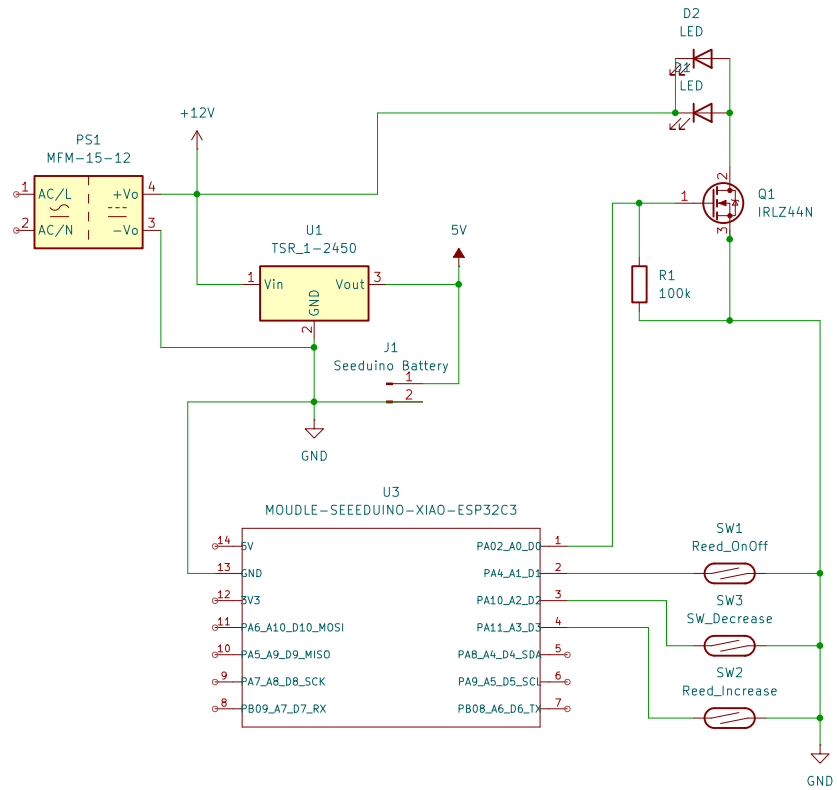 D2
LED
D1
LED
+12V
PS1
MFM-15-12
1
AC/L
+Vo
4
2
AC/N
-Vo
3
2
1
3
Q1
IRLZ44N
U1
TSR_1-2450
1
Vin
Vout
3
GND
2
5V
R1
100k
J1
Seeduino Battery
1
2
GND
U3
MOUDLE-SEEEDUINO-XIAO-ESP32C3
14
5V
PA02_A0_D0
1
13
GND
PA4_A1_D1
2
12
3V3
PA10_A2_D2
3
11
PA6_A10_D10_MOSI
PA11_A3_D3
4
10
PA5_A9_D9_MISO
PA8_A4_D4_SDA
5
9
PA7_A8_D8_SCK
PA9_A5_D5_SCL
6
8
PB09_A7_D7_RX
PB08_A6_D6_TX
7
SW1
Reed_OnOff
SW3
SW_Decrease
SW2
Reed_Increase
GND